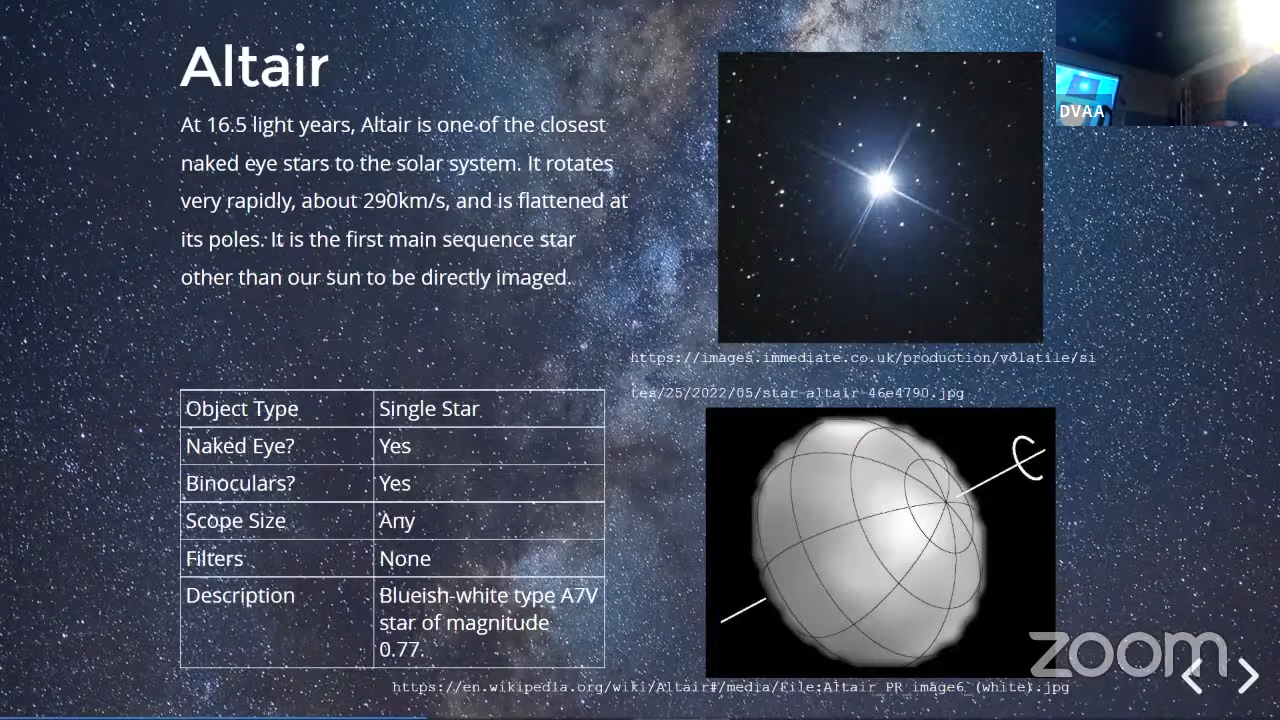 Altair
At 16.5 light years, Altair is one of the closest
naked eye stars to the solar system. It rotates
very rapidly, about 290km/s, and is flattened at
its poles. It is the first main sequence star
other than our sun to be directly imaged.
DVAA
https://images.immediate.co.uk/production/volatile/si
tes/25/2022/05/star-altair-46e4790.jpg
Object Type Single Star
Naked Eye? Yes
Binoculars? Yes
Scope Size Any
Filters None
Description Blueish-white type A7V
star of magnitude
0.77.
zoom
https://en.wikipedia.org/wiki/Altair#/media/File:Altair_PR_image6_(white).jpg